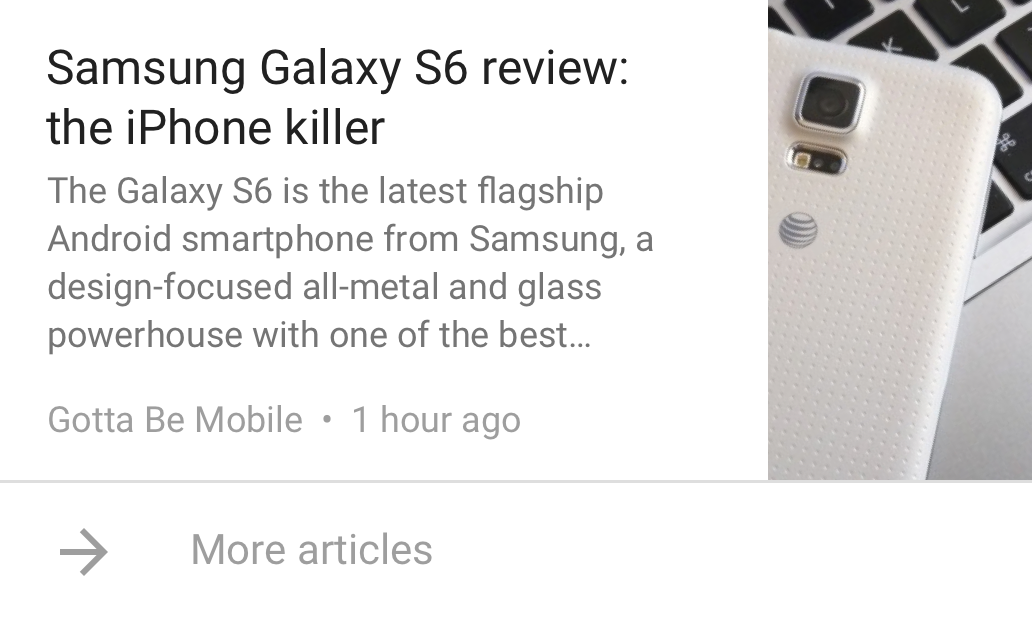 Samsung Galaxy S6 review:
the iPhone killer
The Galaxy S6 is the latest flagship
Android smartphone from Samsung, a
design-focused all-metal and glass
powerhouse with one of the best…
Gotta Be Mobile • 1 hour ago
More articles
K
L
⌘